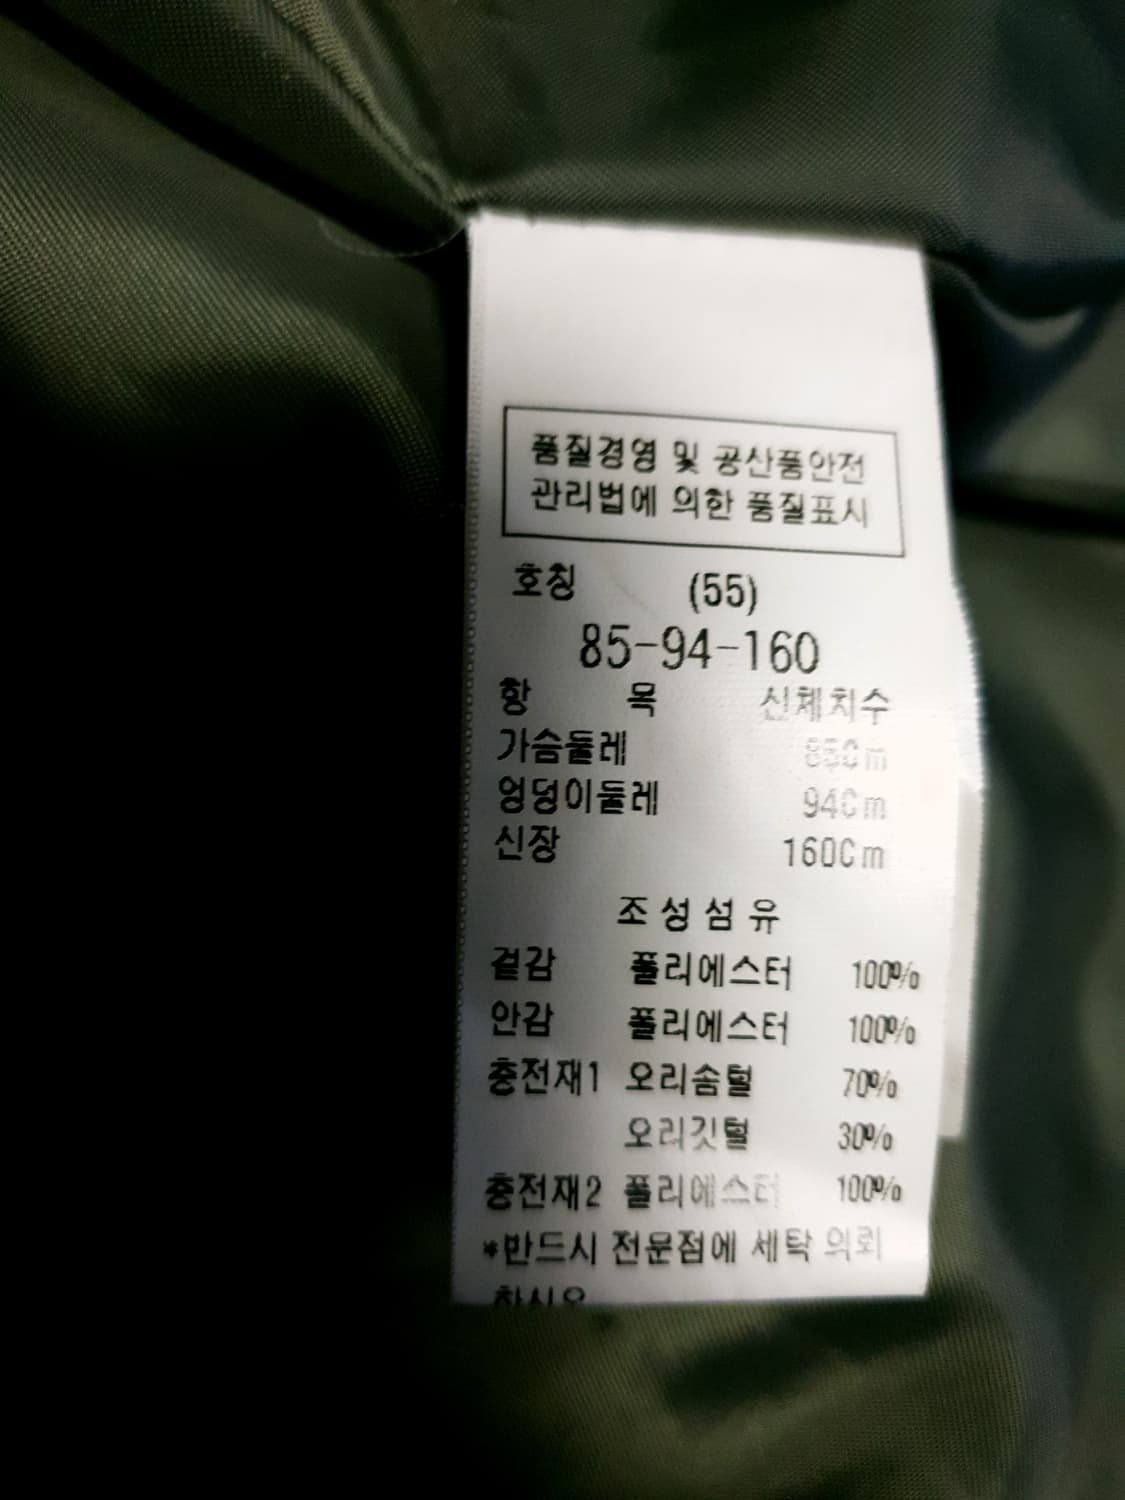 품질경영 및 공산품안전
관리법에 의한 품질표시
호칭 (55)
85-94-160
항 목 신체치수
가슴둘레 85Cm
엉덩이둘레 94Cm
신장 160Cm
조성섬유
겉감 폴리에스터 100%
안감 폴리에스터 100%
충전재1 오리솜털 70%
오리깃털 30%
충전재2 폴리에스터 100%
*반드시 전문점에 세탁 의뢰
하시오